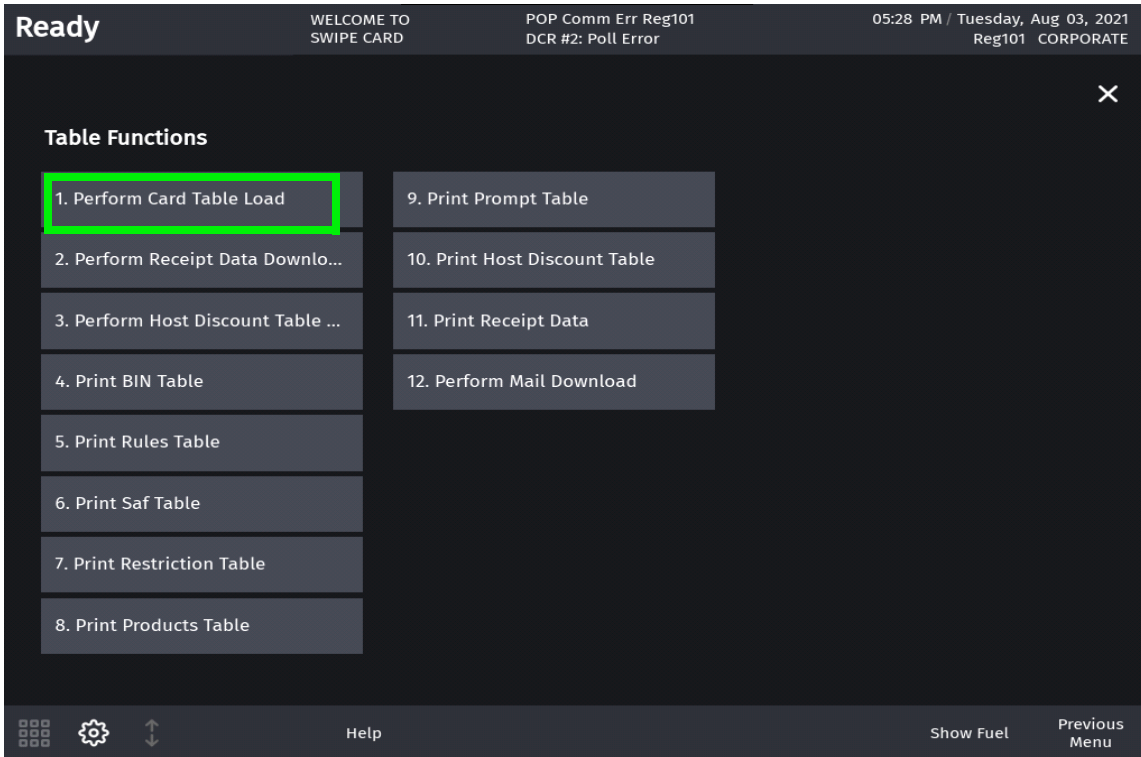 Ready
WELCOME TO
SWIPE CARD
POP Comm Err Reg101
DCR #2: Poll Error
05:28 PM / Tuesday, Aug 03, 2021
Reg101 CORPORATE
Table Functions
1. Perform Card Table Load
2. Perform Receipt Data Downlo...
3. Perform Host Discount Table ...
4. Print BIN Table
5. Print Rules Table
6. Print Saf Table
7. Print Restriction Table
8. Print Products Table
9. Print Prompt Table
10. Print Host Discount Table
11. Print Receipt Data
12. Perform Mail Download
Help
Show Fuel
Previous
Menu